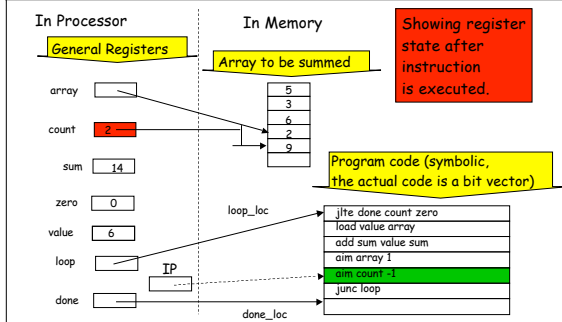 In Processor
General Registers
array
count
2
sum
14
zero
0
value
6
loop
IP
done
In Memory
Array to be summed
5
3
6
2
9
Showing register
state after
instruction
is executed.
Program code (symbolic,
the actual code is a bit vector)
loop_loc
jlte done count zero
load value array
add sum value sum
aim array 1
aim count -1
junc loop
done_loc